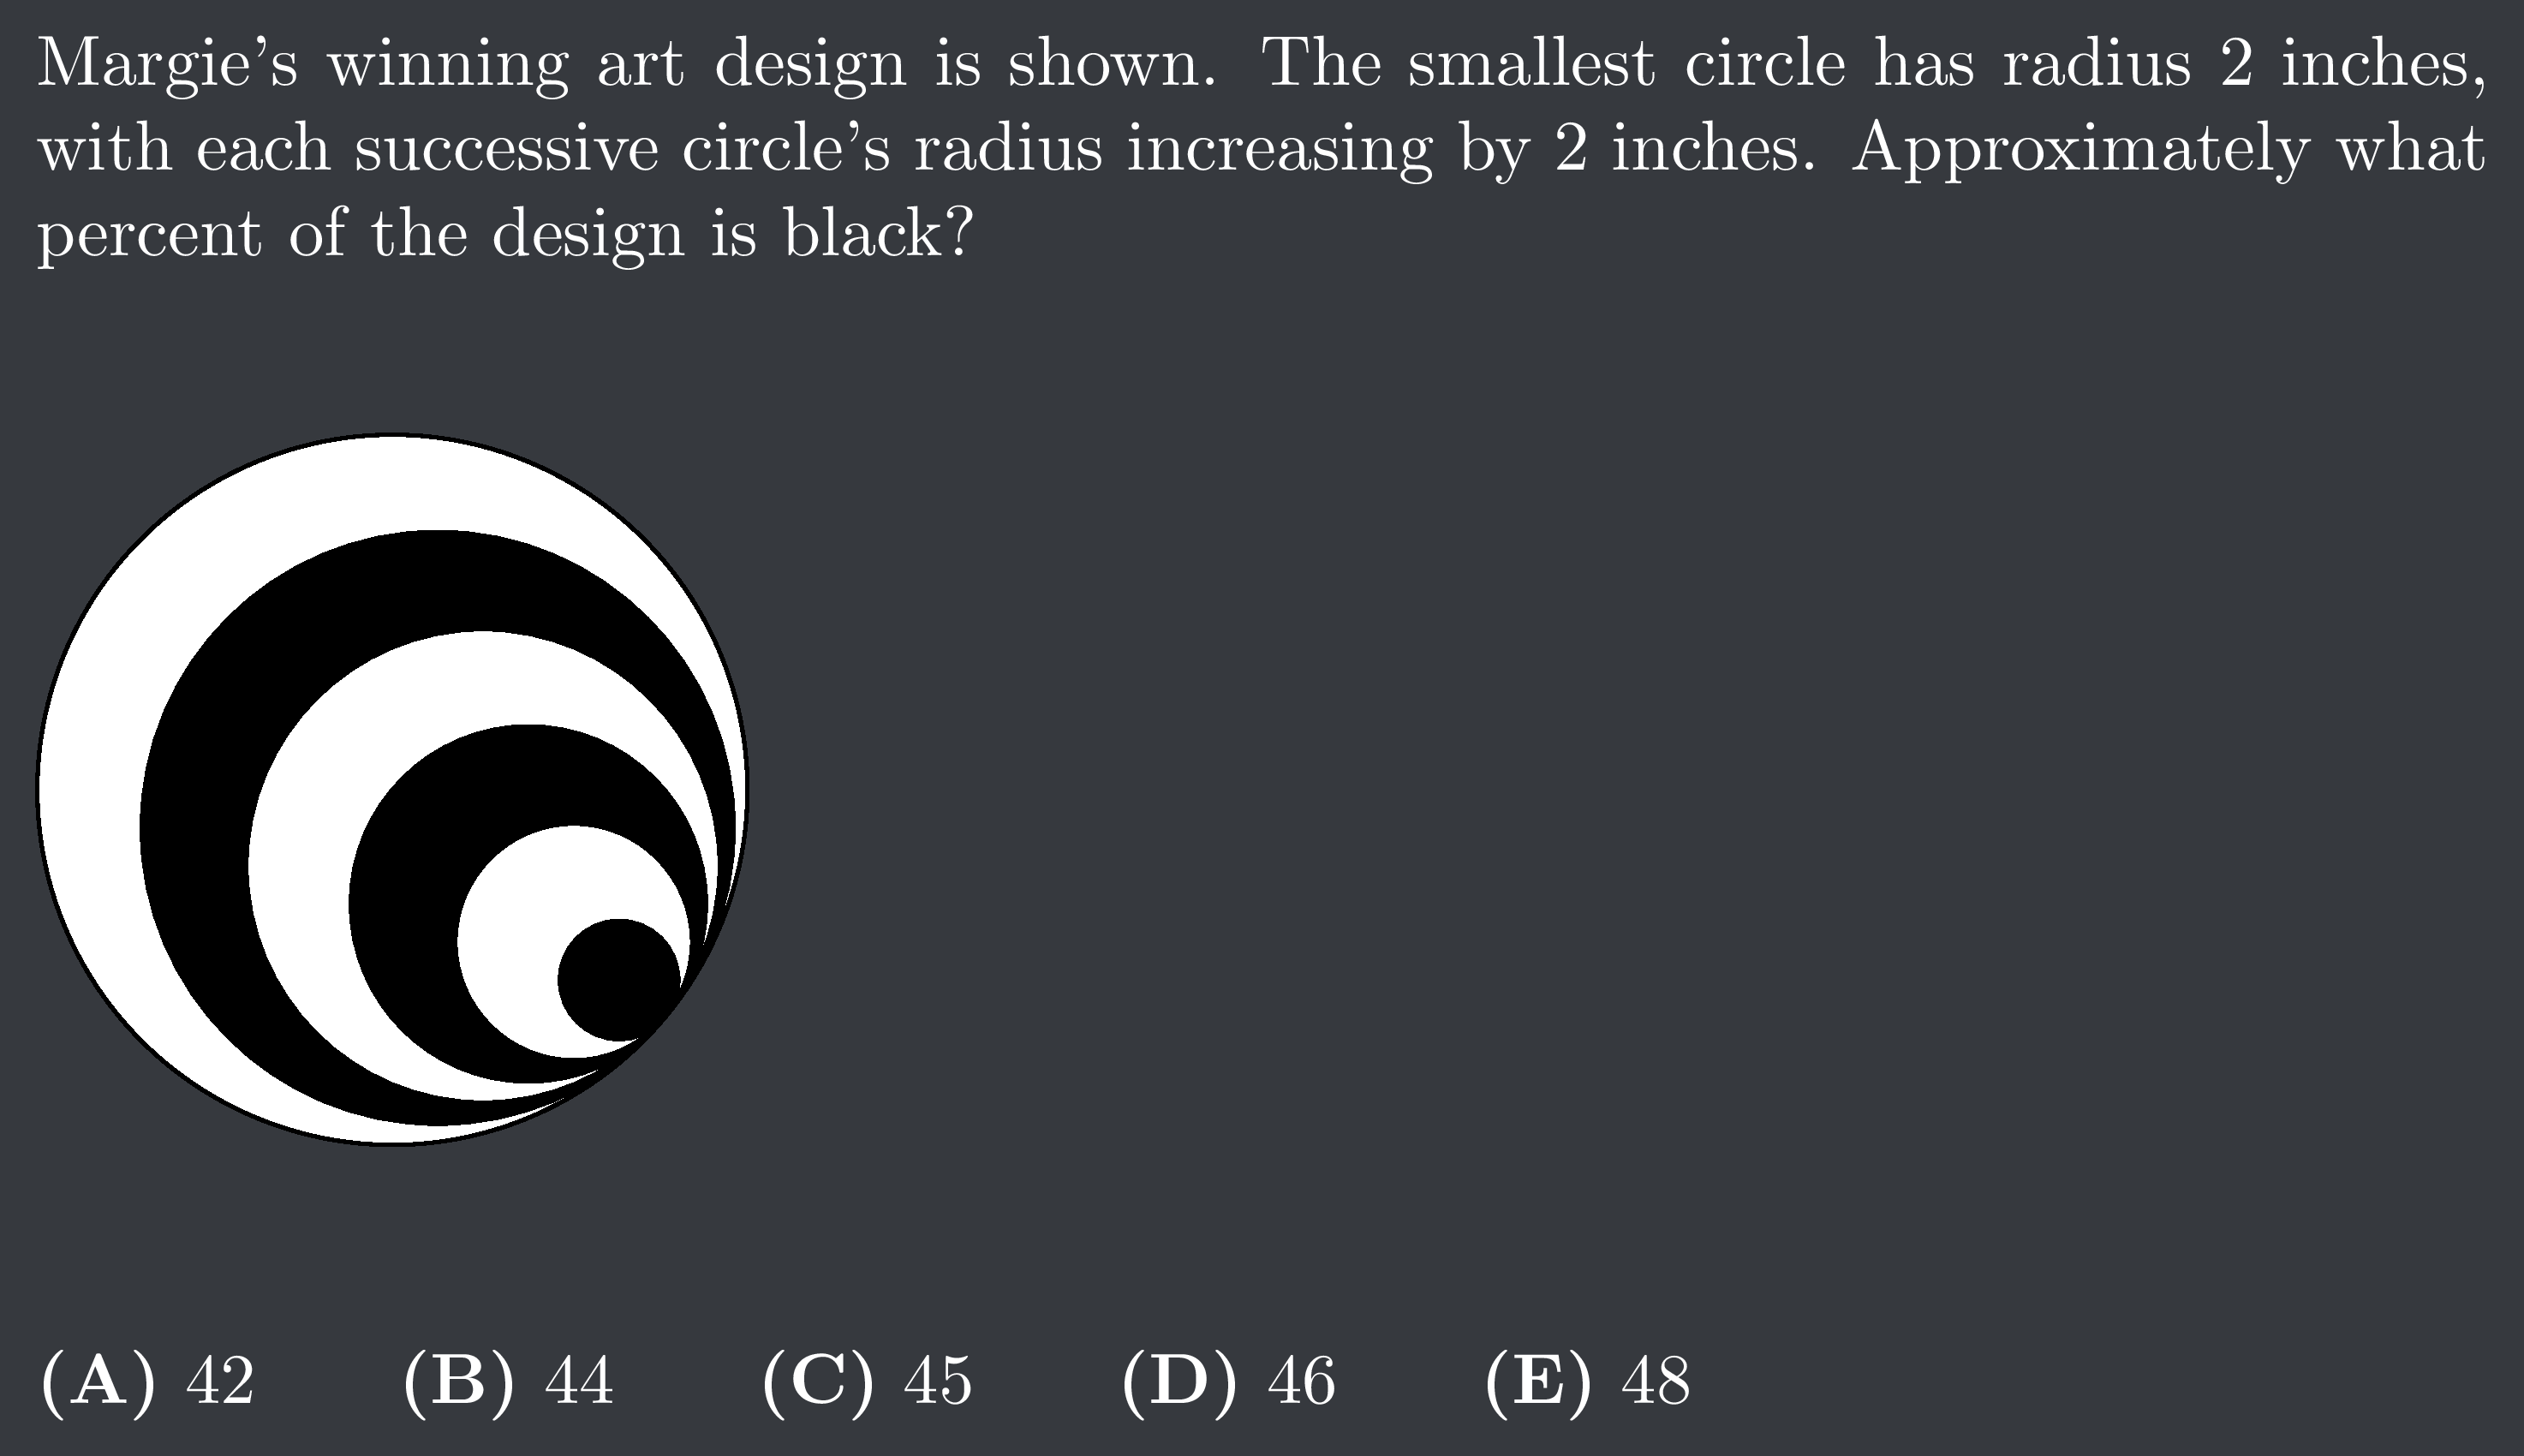 Margie's winning art design is shown. The smallest circle has radius 2 inches,
with each successive circle's radius increasing by 2 inches. Approximately what
percent of the design is black?
(A) 42 (B) 44 (C) 45 (D) 46 (E) 48